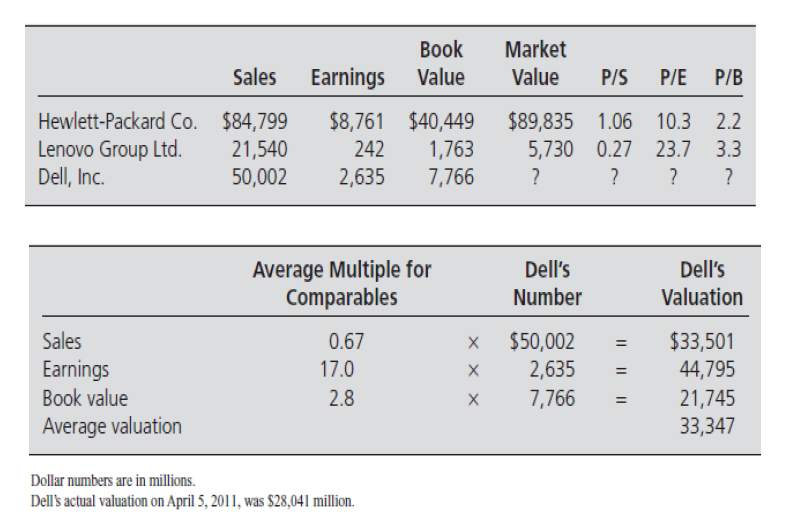 Book Market
Sales Earnings Value Value P/S P/E P/B
Hewlett-Packard Co. $84,799 $8,761 $40,449 $89,835 1.06 10.3 2.2
Lenovo Group Ltd. 21,540 242 1,763 5,730 0.27 23.7 3.3
Dell, Inc. 50,002 2,635 7,766 ? ? ? ?
Average Multiple for Dell's Dell's
Comparables Number Valuation
Sales 0.67 × $50,002 = $33,501
Earnings 17.0 × 2,635 = 44,795
Book value 2.8 × 7,766 = 21,745
Average valuation 33,347
Dollar numbers are in millions.
Dell's actual valuation on April 5, 2011, was $28,041 million.